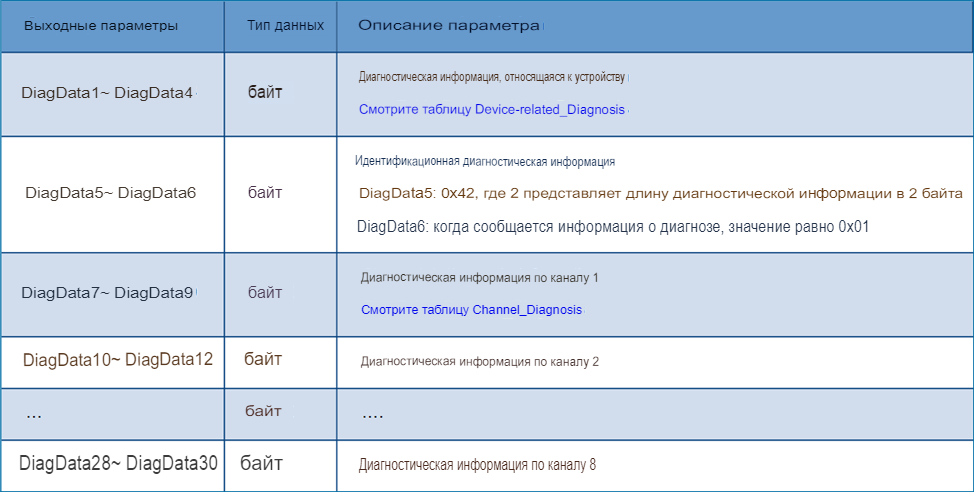 Выходные параметры Тип данных Описание параметра
DiagData1~ DiagData4 байт Диагностическая информация, относящаяся к устройству
Смотрите таблицу Device-related_Diagnosis
DiagData5~ DiagData6 байт Идентификационная диагностическая информация
DiagData5: 0x42, где 2 представляет длину диагностической информации в 2 байта
DiagData6: когда сообщается информация о диагнозе, значение равно 0x01
DiagData7~ DiagData9 байт Диагностическая информация по каналу 1
Смотрите таблицу Channel_Diagnosis
DiagData10~ DiagData12 байт Диагностическая информация по каналу 2
... байт ....
DiagData28~ DiagData30 байт Диагностическая информация по каналу 8